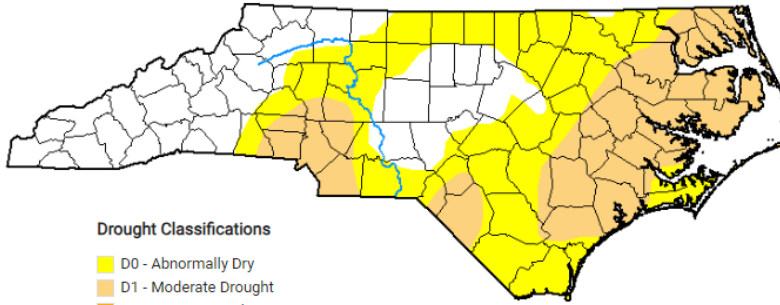 Drought Classifications
D0 - Abnormally Dry
D1 - Moderate Drought